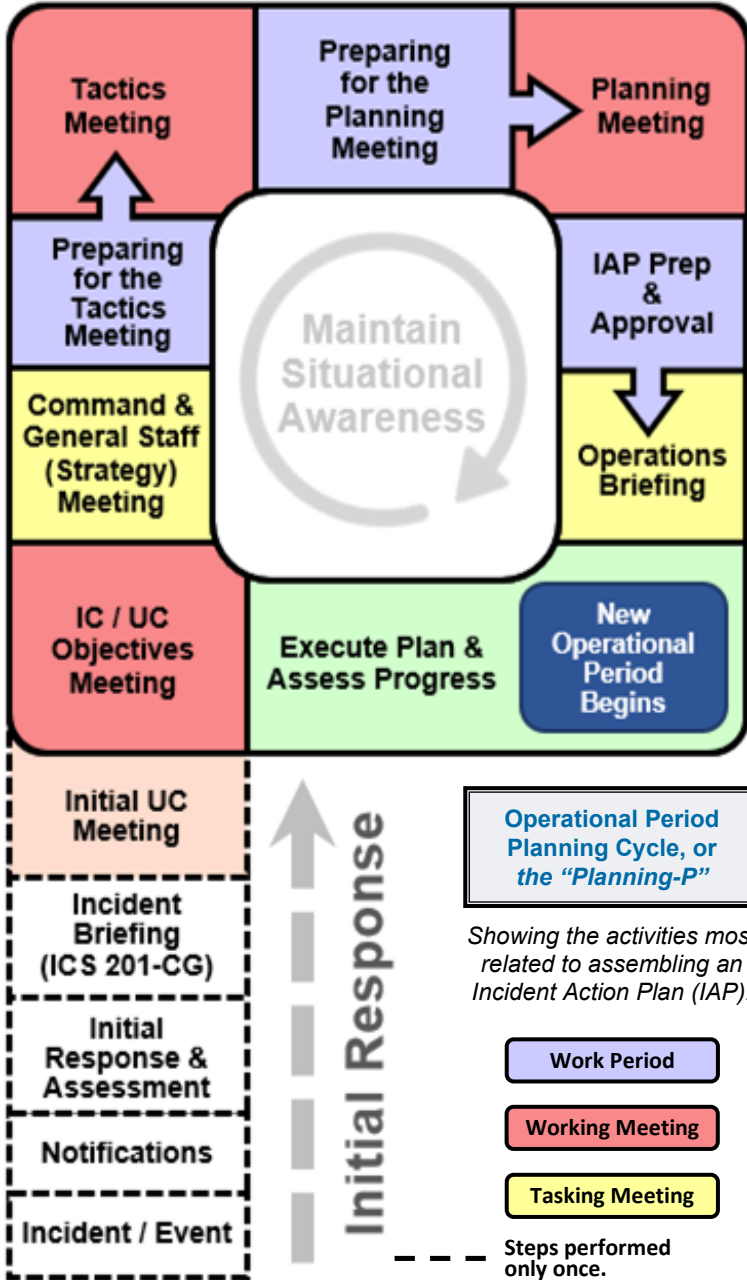 Tactics
Meeting
Preparing
for the
Planning
Meeting
Planning
Meeting
Preparing
for the
Tactics
Meeting
Maintain
Situational
Awareness
IAP Prep
&
Approval
Command &
General Staff
(Strategy)
Meeting
Operations
Briefing
IC / UC
Objectives
Meeting
Execute Plan &
Assess Progress
New
Operational
Period
Begins
Initial UC
Meeting
Incident
Briefing
(ICS 201-CG)
Initial
Response &
Assessment
Notifications
Incident / Event
Initial Response
Operational Period
Planning Cycle, or
the “Planning-P”
Showing the activities mos
related to assembling an
Incident Action Plan (IAP).
Work Period
Working Meeting
Tasking Meeting
Steps performed
only once.